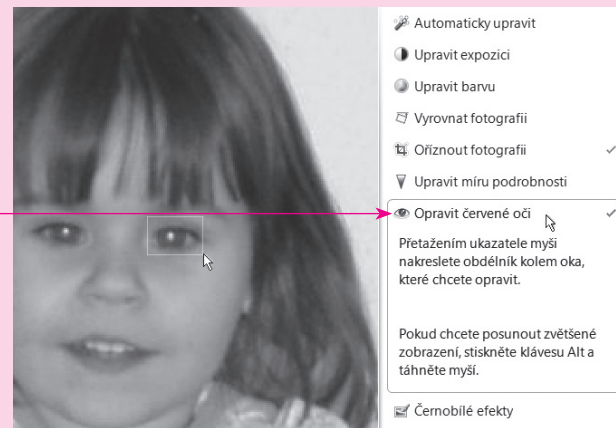 Automaticky upravit
Upravit expozici
Upravit barvu
Vyrovnat fotografii
Oříznout fotografii
Upravit míru podrobnosti
Opravit červené oči
Přetažením ukazatele myši
nakreslete obdélník kolem oka,
které chcete opravit.
Pokud chcete posunout zvětšené
zobrazení, stiskněte klávesu Alt a
táhněte myší.
Černobílé efekty